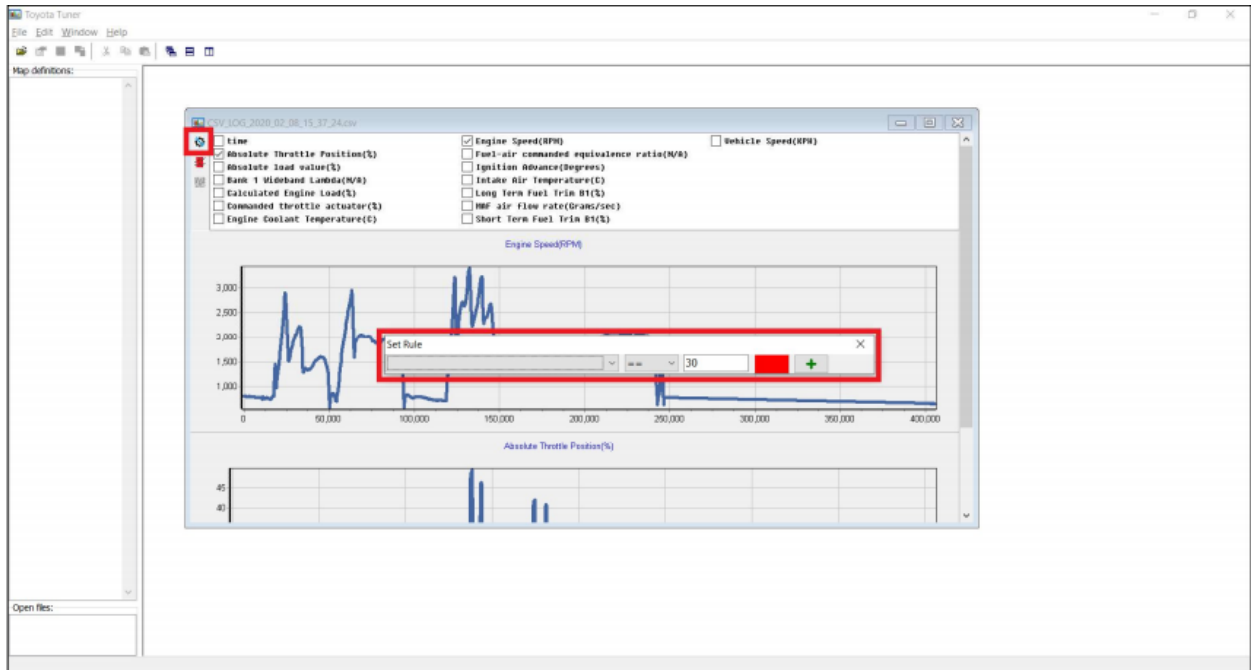 Toyota Tuner
File Edit Window Help
Map definitions:
CSV_LOG_2020_02_08_15_37_24.csv
time Engine Speed(RPM) Vehicle Speed(KPH)
Absolute Throttle Position(%) Fuel-air commanded equivalence ratio(N/A)
Absolute load value(%) Ignition Advance(Degrees)
Bank 1 Wideband Lambda(N/A) Intake Air Temperature(C)
Calculated Engine Load(%) Long Term Fuel Trim B1(%)
Commanded throttle actuator(%) MMF air flow rate(Grams/sec)
Engine Coolant Temperature(C) Short Term Fuel Trim B1(%)
Engine Speed(RPM)
3,000
2,500
2,000
Set Rule
== 30
1,500
1,000
0 50,000 100,000 150,000 200,000 250,000 300,000 350,000 400,000
Absolute Throttle Position(%)
45
40
Open files: